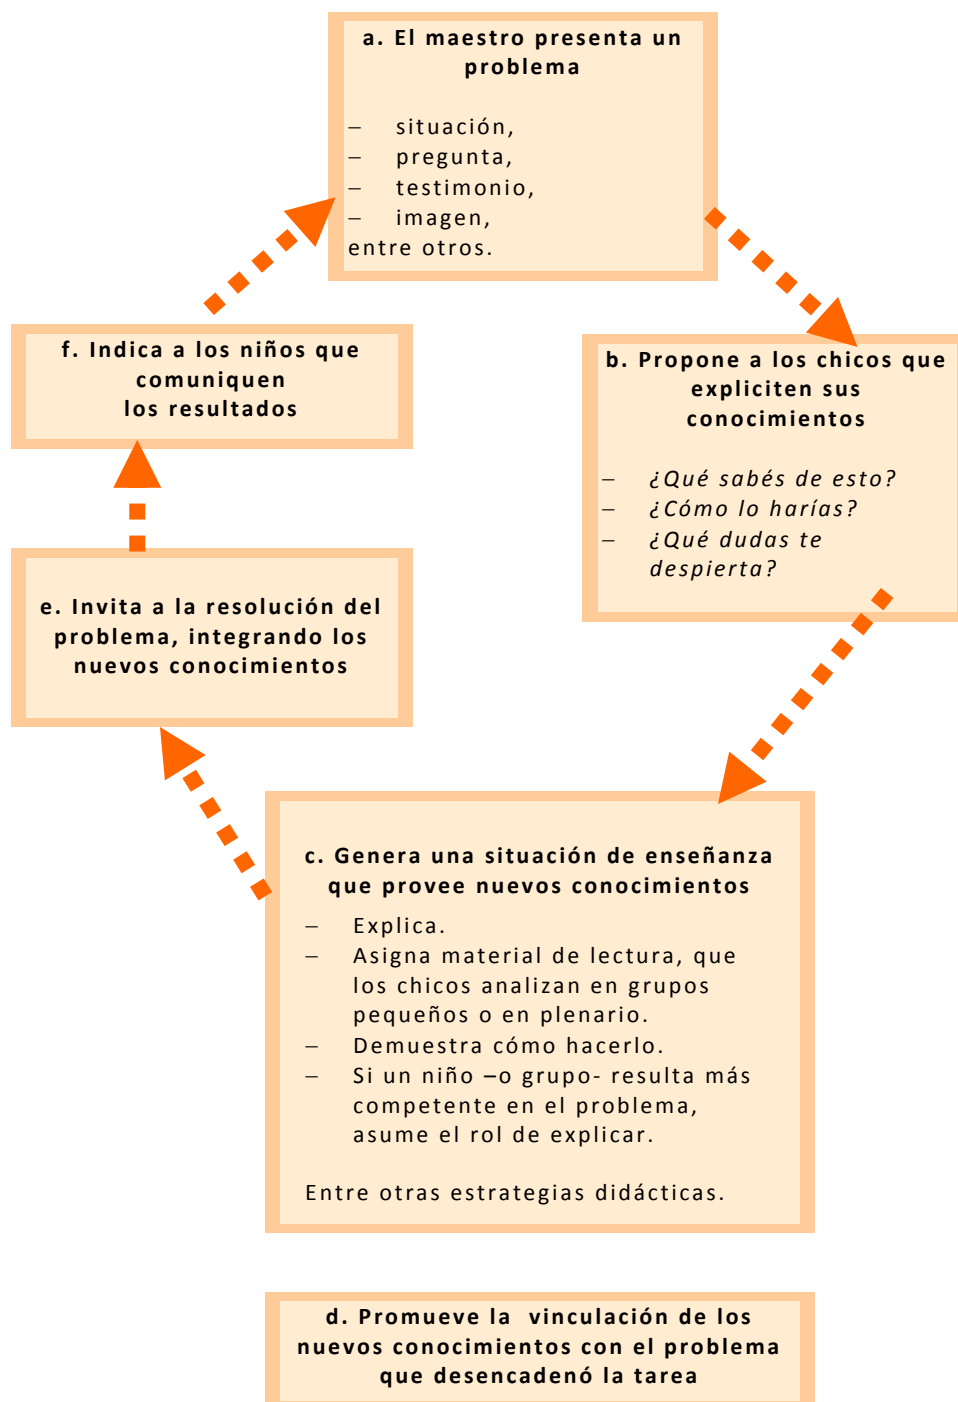 a. El maestro presenta un
problema
– situación,
– pregunta,
– testimonio,
– imagen,
entre otros.
b. Propone a los chicos que
expliciten sus
conocimientos
– ¿Qué sabés de esto?
– ¿Cómo lo harías?
– ¿Qué dudas te
despierta?
c. Genera una situación de enseñanza
que provee nuevos conocimientos
– Explica.
– Asigna material de lectura, que
los chicos analizan en grupos
pequeños o en plenario.
– Demuestra cómo hacerlo.
– Si un niño –o grupo- resulta más
competente en el problema,
asume el rol de explicar.
Entre otras estrategias didácticas.
d. Promueve la  vinculación de los
nuevos conocimientos con el problema
que desencadenó la tarea
e. Invita a la resolución del
problema, integrando los
nuevos conocimientos
f. Indica a los niños que
comuniquen
los resultados